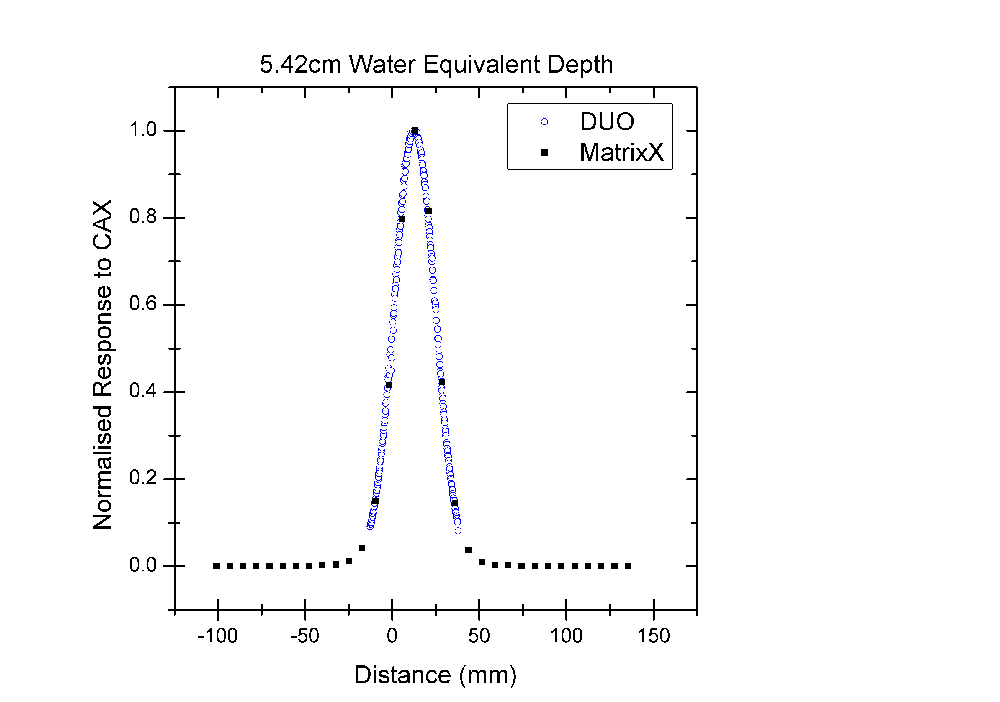 5.42cm Water Equivalent Depth
DUO
MatrixX
Normalised Response to CAX
1.0
0.8
0.6
0.4
0.2
0.0
-100 -50 0 50 100 150
Distance (mm)